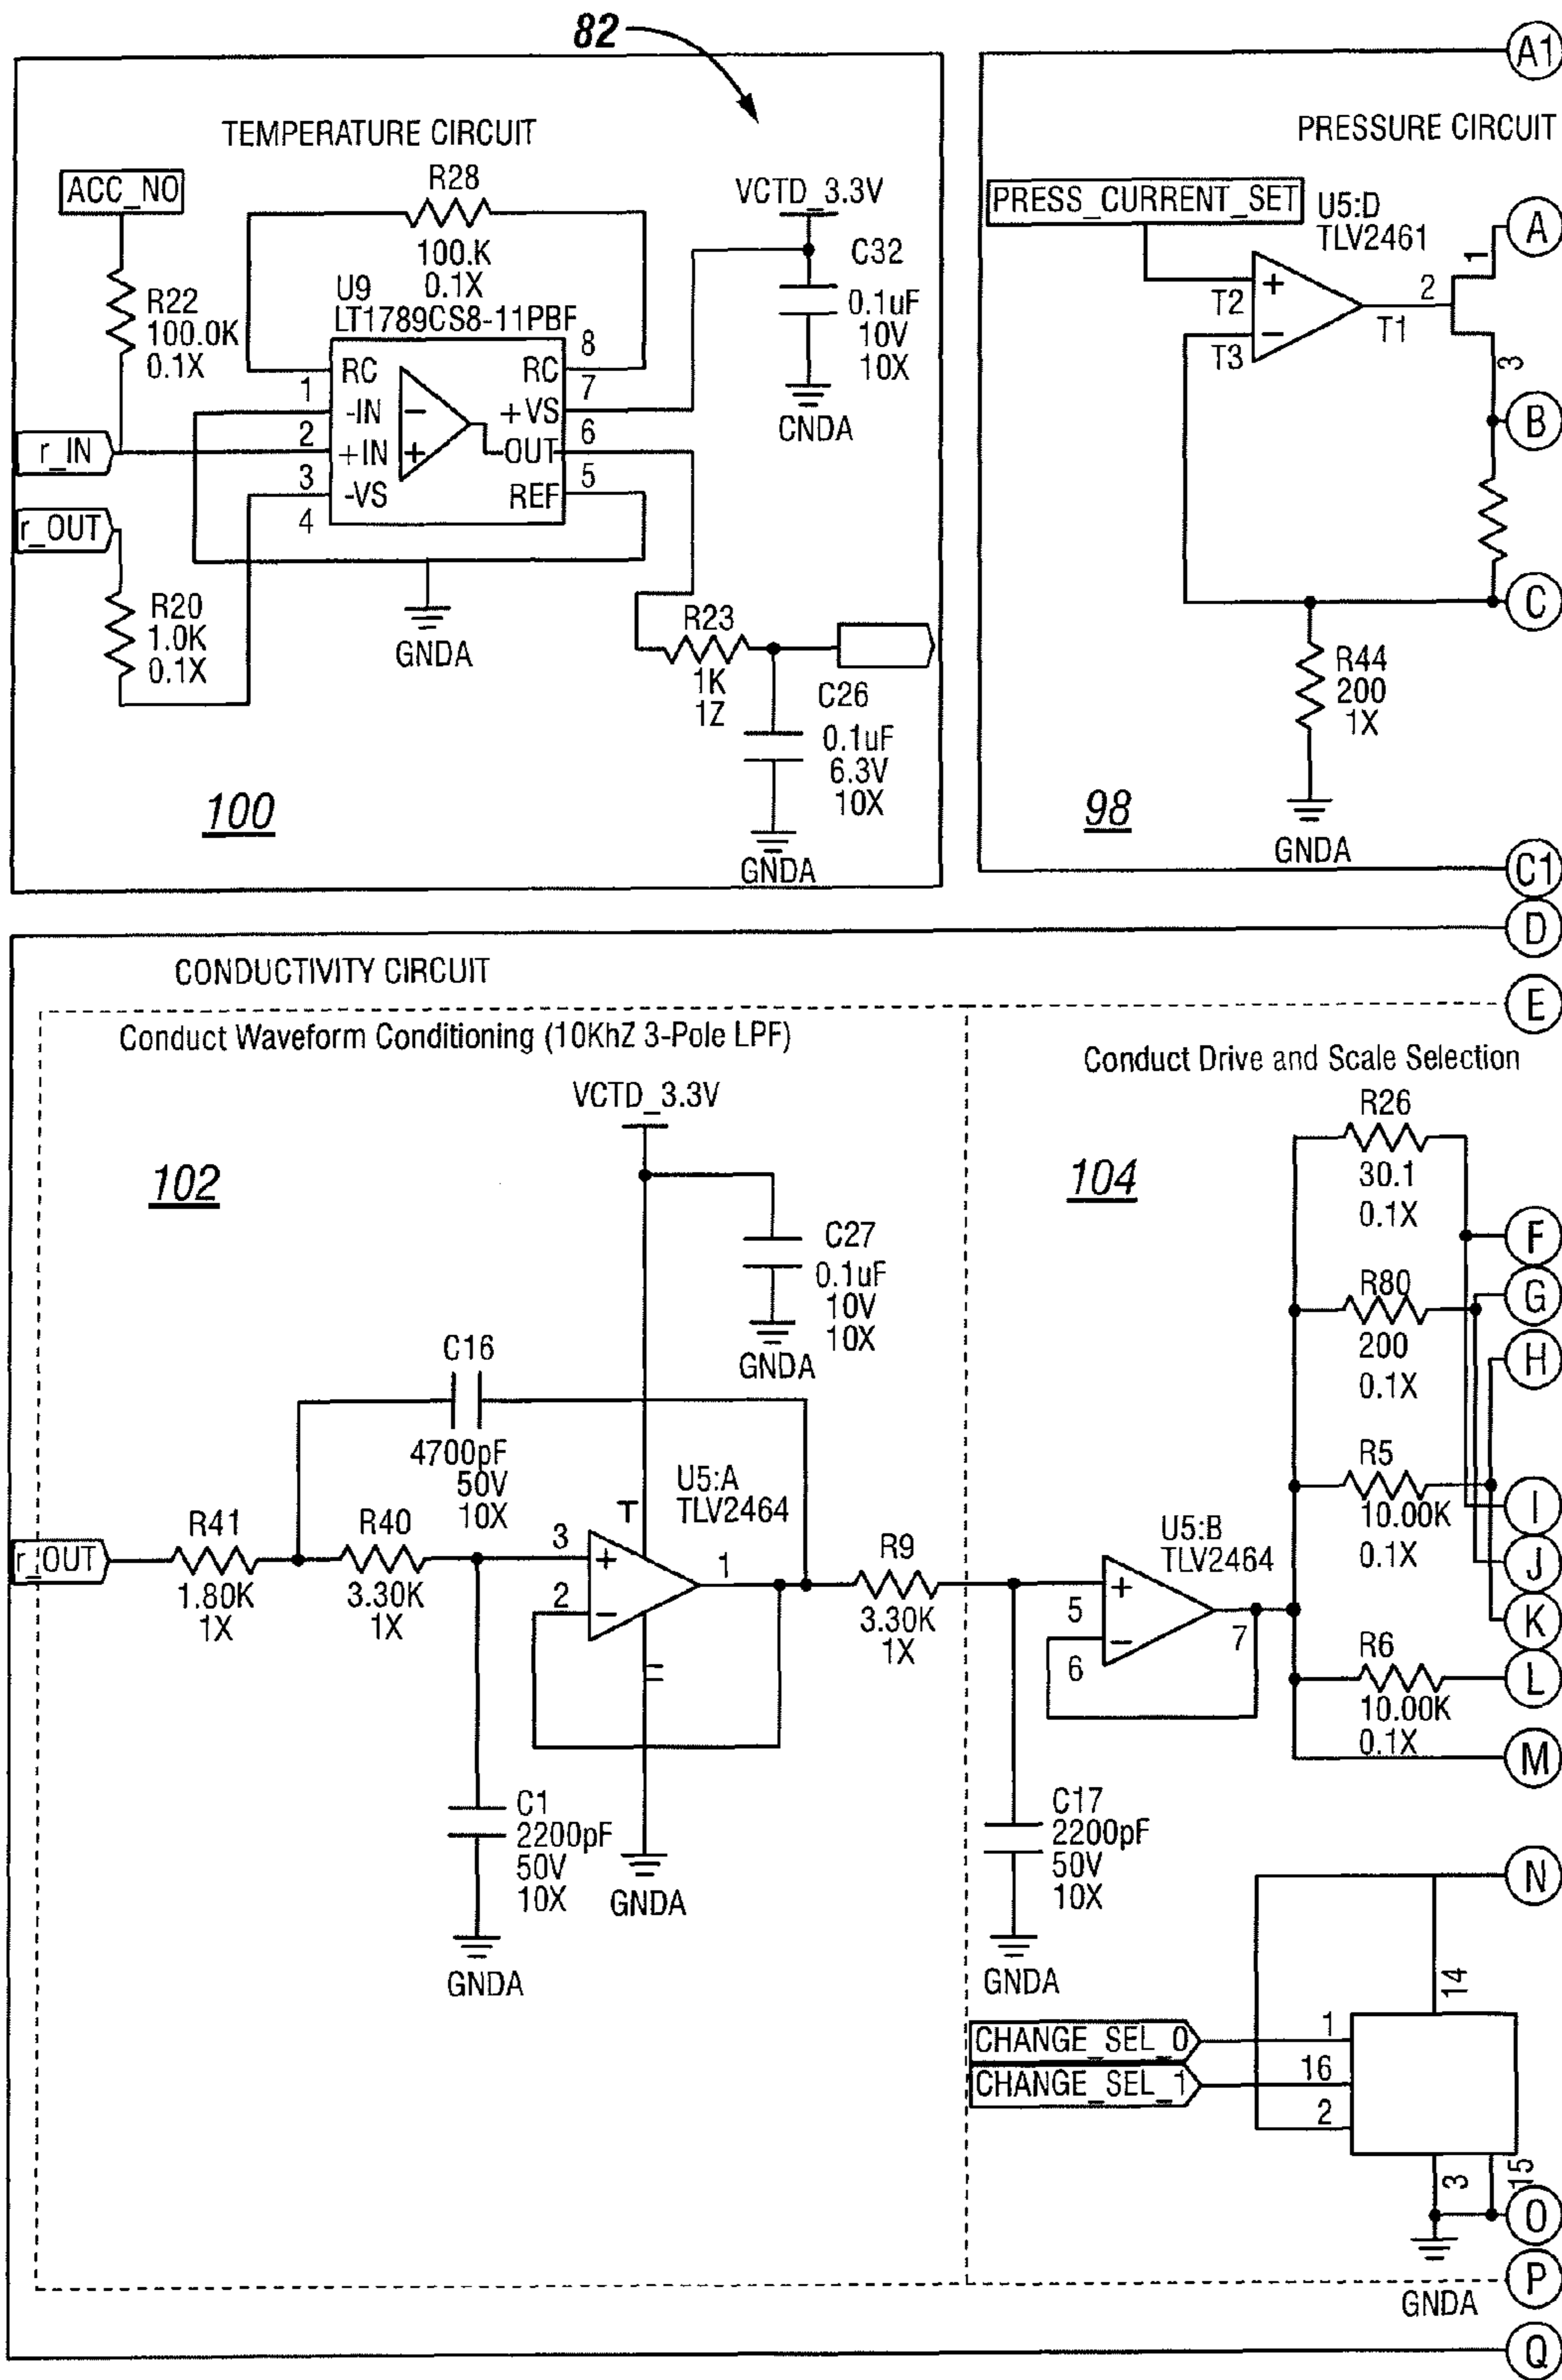 82
A1
TEMPERATURE CIRCUIT
ACC_NO
R28
100.K
0.1X
VCTD_3.3V
R22
100.0K
0.1X
U9
LT1789CS8-11PBF
C32
0.1uF
10V
10X
CNDA
RC
-IN
+IN
-VS
RC
+VS
OUT
REF
-
+
1
2
3
4
8
7
6
5
r_IN
r_OUT
R20
1.0K
0.1X
GNDA
R23
1K
1Z
C26
0.1uF
6.3V
10X
GNDA
100
PRESSURE CIRCUIT
PRESS_CURRENT_SET
U5:D
TLV2461
A
1
T2
+
2
T1
T3
-
3
B
C
R44
200
1X
GNDA
98
C1
D
CONDUCTIVITY CIRCUIT
E
Conduct Waveform Conditioning (10KhZ 3-Pole LPF)
VCTD_3.3V
102
C27
0.1uF
10V
10X
GNDA
C16
4700pF
50V
10X
T
U5:A
TLV2464
r_OUT
R41
1.80K
1X
R40
3.30K
1X
3
+
2
-
1
R9
3.30K
1X
C1
2200pF
50V
10X
GNDA
GNDA
Conduct Drive and Scale Selection
104
R26
30.1
0.1X
F
R80
200
0.1X
G
H
R5
10.00K
0.1X
I
J
K
U5:B
TLV2464
5
+
6
-
7
R6
10.00K
0.1X
L
M
C17
2200pF
50V
10X
GNDA
N
14
CHANGE_SEL_0
1
CHANGE_SEL_1
16
2
3
15
O
P
GNDA
Q